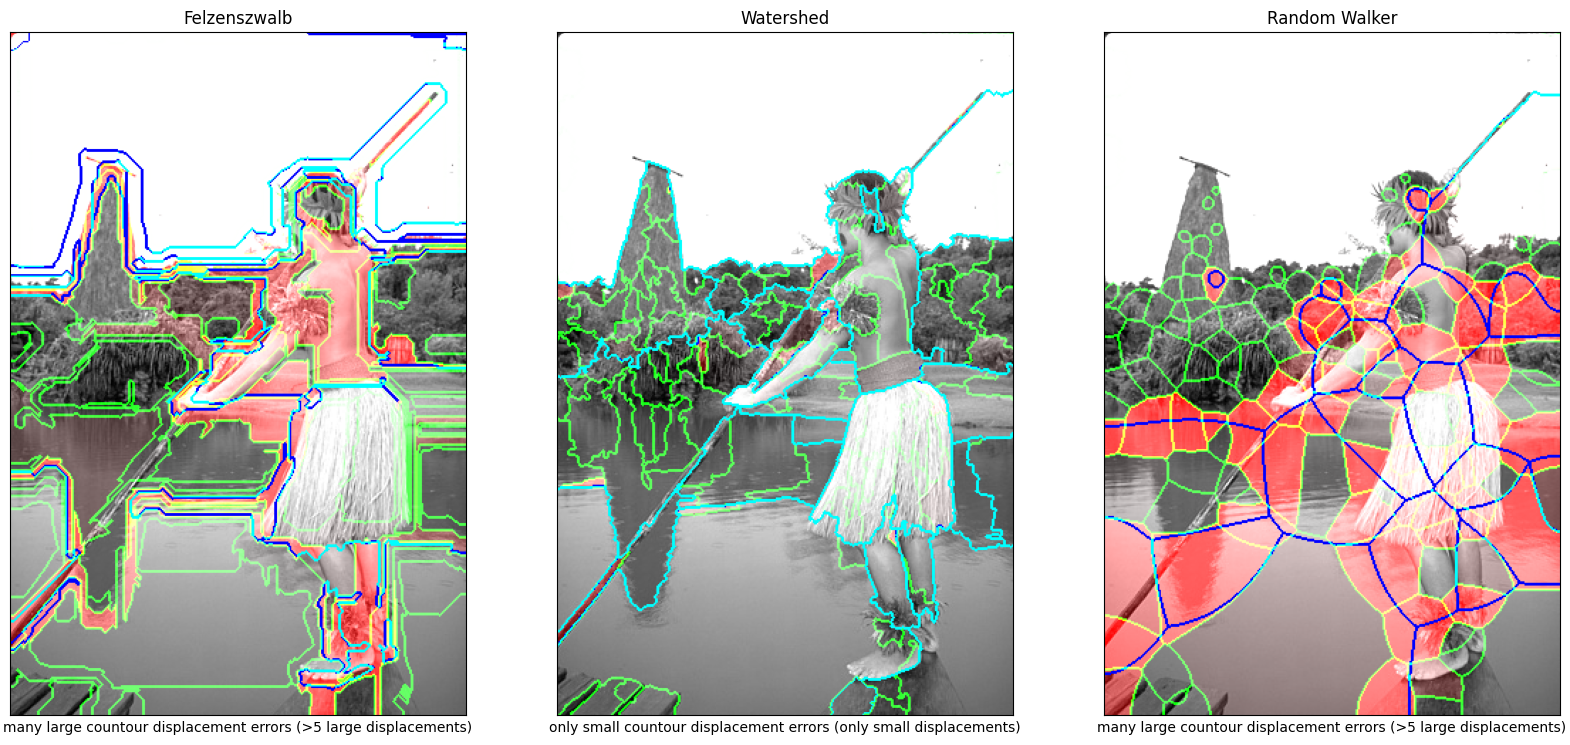 Felzenszwalb
Watershed
Random Walker
many large countour displacement errors (>5 large displacements)
only small countour displacement errors (only small displacements)
many large countour displacement errors (>5 large displacements)